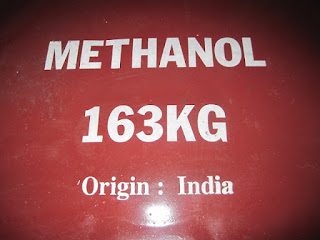 METHANOL
163KG
Origin : India